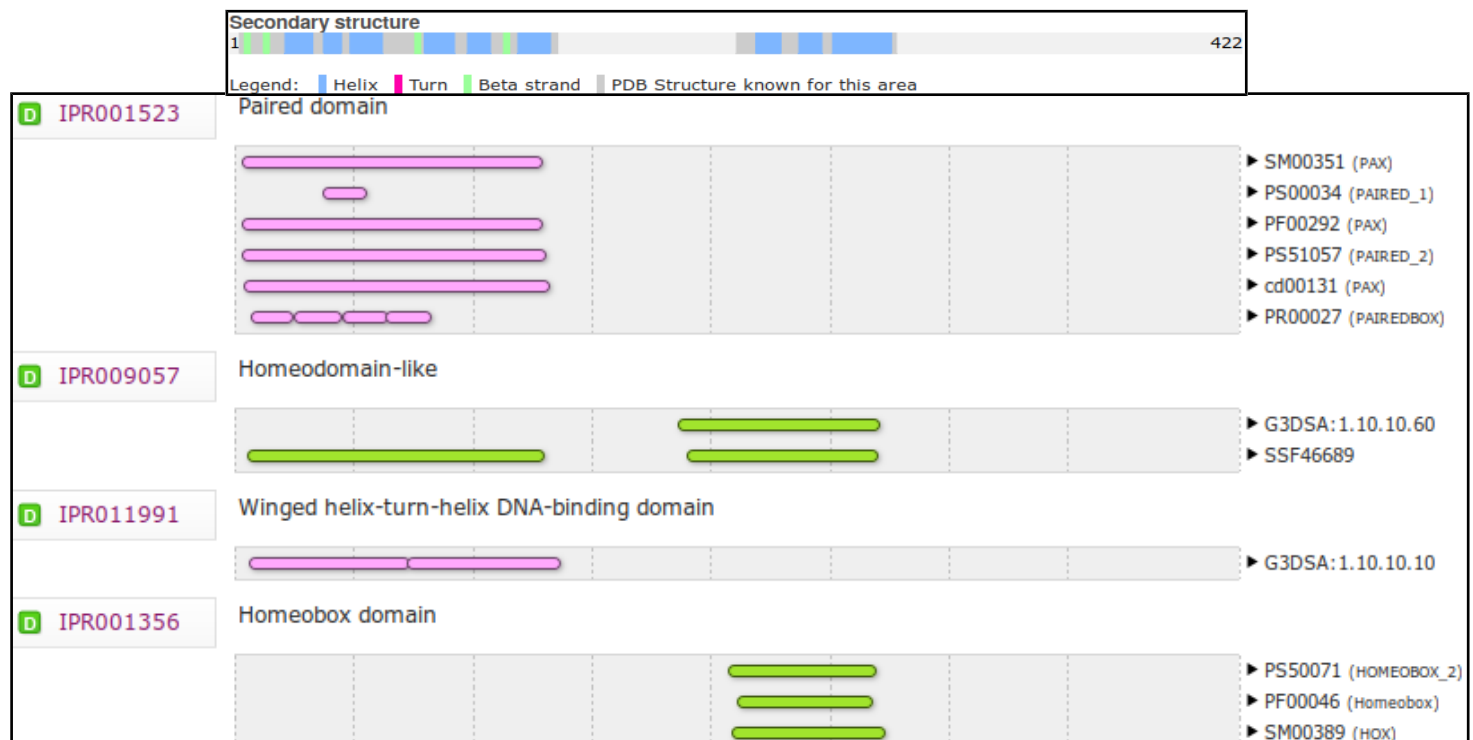 Secondary structure
1 422
Legend: Helix Turn Beta strand PDB Structure known for this area
D IPR001523 Paired domain
SM00351 (PAX)
PS00034 (PAIRED_1)
PF00292 (PAX)
PS51057 (PAIRED_2)
cd00131 (PAX)
PR00027 (PAIREDBOX)
D IPR009057 Homeodomain-like
G3DSA:1.10.10.60
SSF46689
D IPR011991 Winged helix-turn-helix DNA-binding domain
G3DSA:1.10.10.10
D IPR001356 Homeobox domain
PS50071 (HOMEOBOX_2)
PF00046 (Homeobox)
SM00389 (HOX)